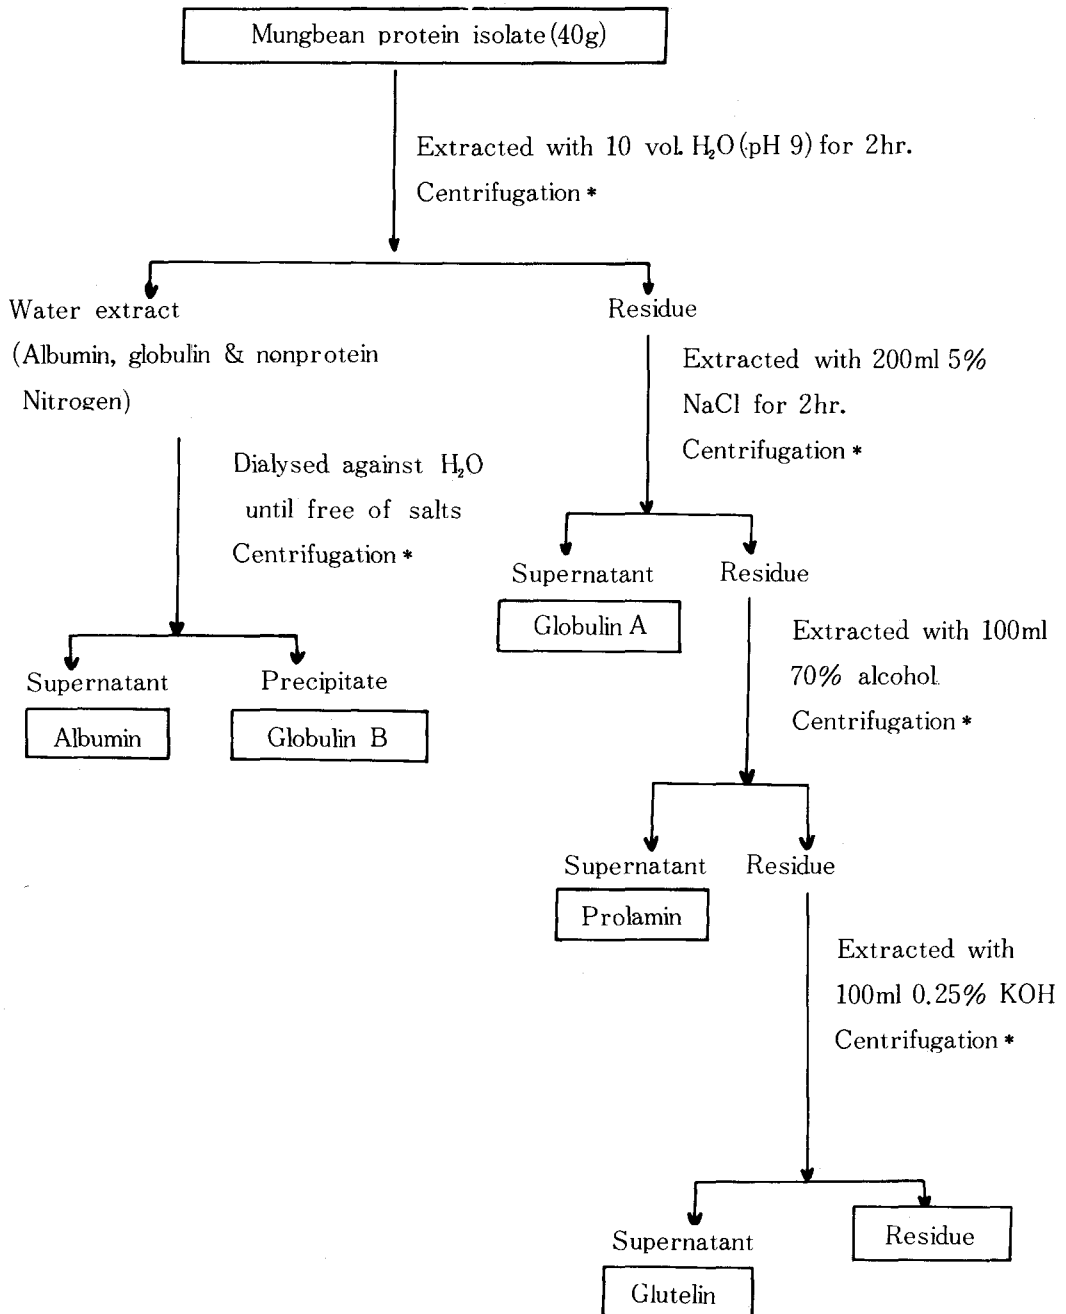 Mungbean protein isolate (40g)
Extracted with 10 vol. H₂O (pH 9) for 2hr.
Centrifugation *
Water extract
(Albumin, globulin & nonprotein
Nitrogen)
Residue
Extracted with 200ml 5%
NaCl for 2hr.
Centrifugation *
Dialysed against H₂O
until free of salts
Centrifugation *
Supernatant
Globulin A
Residue
Extracted with 100ml
70% alcohol.
Centrifugation *
Supernatant
Albumin
Precipitate
Globulin B
Supernatant
Prolamin
Residue
Extracted with
100ml 0.25% KOH
Centrifugation *
Supernatant
Glutelin
Residue